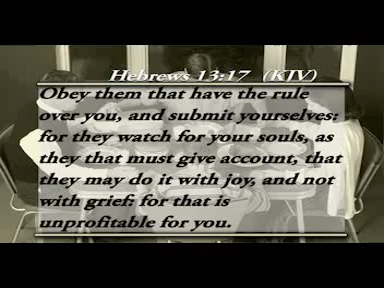 Hebrews 13:17 (KJV)
Obey them that have the rule
over you, and submit yourselves:
for they watch for your souls, as
they that must give account, that
they may do it with joy, and not
with grief: for that is
unprofitable for you.